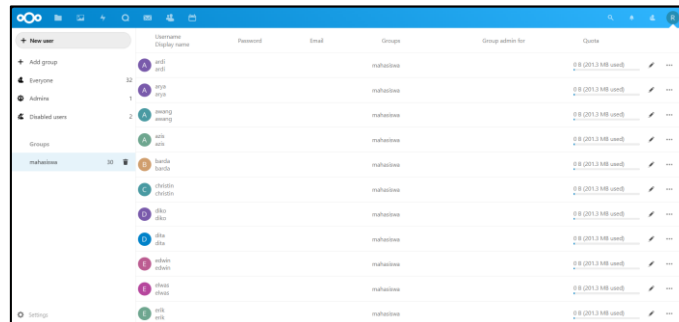 R
+ New user
+ Add group
Everyone 32
Admins 1
Disabled users 2
Groups
mahasiswa 30
Settings
Username
Display name
Password
Email
Groups
Group admin for
Quota
A
ardi
ardi
mahasiswa
0 B (201.3 MB used)
A
arya
arya
mahasiswa
0 B (201.3 MB used)
A
awang
awang
mahasiswa
0 B (201.3 MB used)
A
azis
azis
mahasiswa
0 B (201.3 MB used)
B
barda
barda
mahasiswa
0 B (201.3 MB used)
C
christin
christin
mahasiswa
0 B (201.3 MB used)
D
diko
diko
mahasiswa
0 B (201.3 MB used)
D
dita
dita
mahasiswa
0 B (201.3 MB used)
E
edwin
edwin
mahasiswa
0 B (201.3 MB used)
E
elwas
elwas
mahasiswa
0 B (201.3 MB used)
E
erik
erik
mahasiswa
0 B (201.3 MB used)